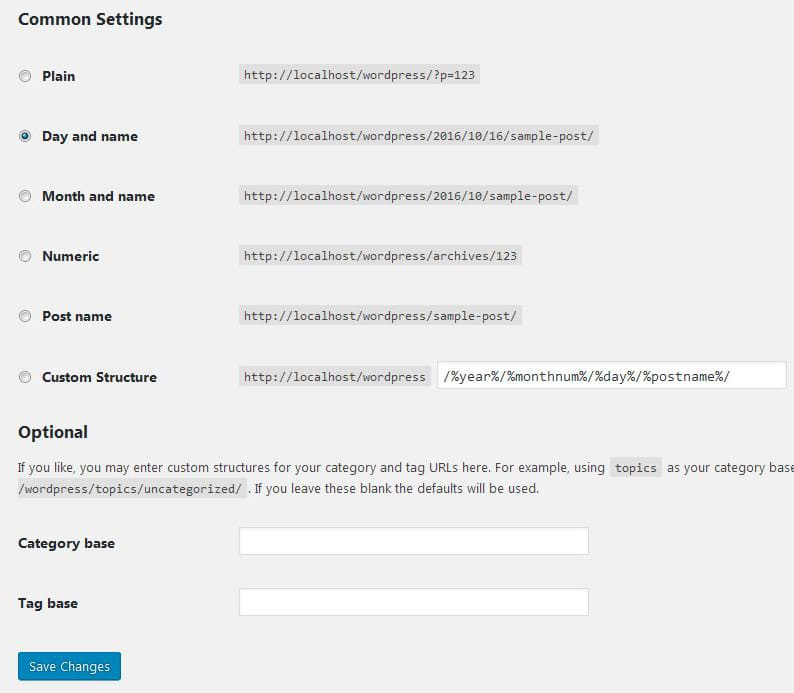 Common Settings
Plain http://localhost/wordpress/?p=123
Day and name http://localhost/wordpress/2016/10/16/sample-post/
Month and name http://localhost/wordpress/2016/10/sample-post/
Numeric http://localhost/wordpress/archives/123
Post name http://localhost/wordpress/sample-post/
Custom Structure http://localhost/wordpress /%year%/%monthnum%/%day%/%postname%/
Optional
If you like, you may enter custom structures for your category and tag URLs here. For example, using topics as your category base
/wordpress/topics/uncategorized/ . If you leave these blank the defaults will be used.
Category base
Tag base
Save Changes